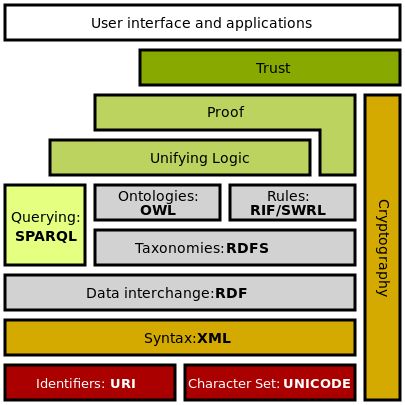 User interface and applications
Trust
Proof
Unifying Logic
Querying:
SPARQL
Ontologies:
OWL
Rules:
RIF/SWRL
Taxonomies:RDFS
Cryptography
Data interchange:RDF
Syntax:XML
Identifiers: URI
Character Set: UNICODE